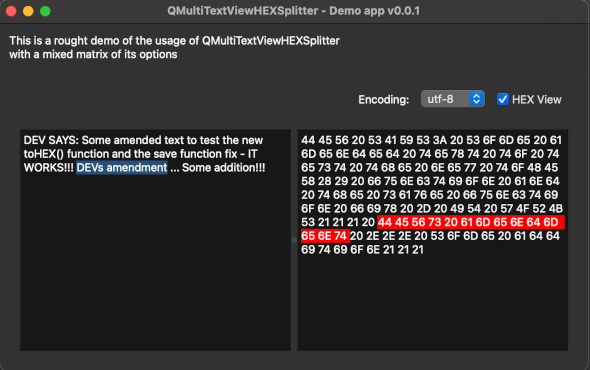 QMultiTextViewHEXSplitter - Demo app v0.0.1
This is a rought demo of the usage of QMultiTextViewHEXSplitter
with a mixed matrix of its options
Encoding: utf-8 HEX View
DEV SAYS: Some amended text to test the new
toHEX() function and the save function fix - IT
WORKS!!! DEVs amendment ... Some addition!!!
44 45 56 20 53 41 59 53 3A 20 53 6F 6D 65 20 61
6D 65 6E 64 65 64 20 74 65 78 74 20 74 6F 20 74
65 73 74 20 74 68 65 20 6E 65 77 20 74 6F 48 45
58 28 29 20 66 75 6E 63 74 69 6F 6E 20 61 6E 64
20 74 68 65 20 73 61 76 65 20 66 75 6E 63 74 69
6F 6E 20 66 69 78 20 2D 20 49 54 20 57 4F 52 4B
53 21 21 21 20 44 45 56 73 20 61 6D 65 6E 64 6D
65 6E 74 20 2E 2E 2E 20 53 6F 6D 65 20 61 64 64
69 74 69 6F 6E 21 21 21